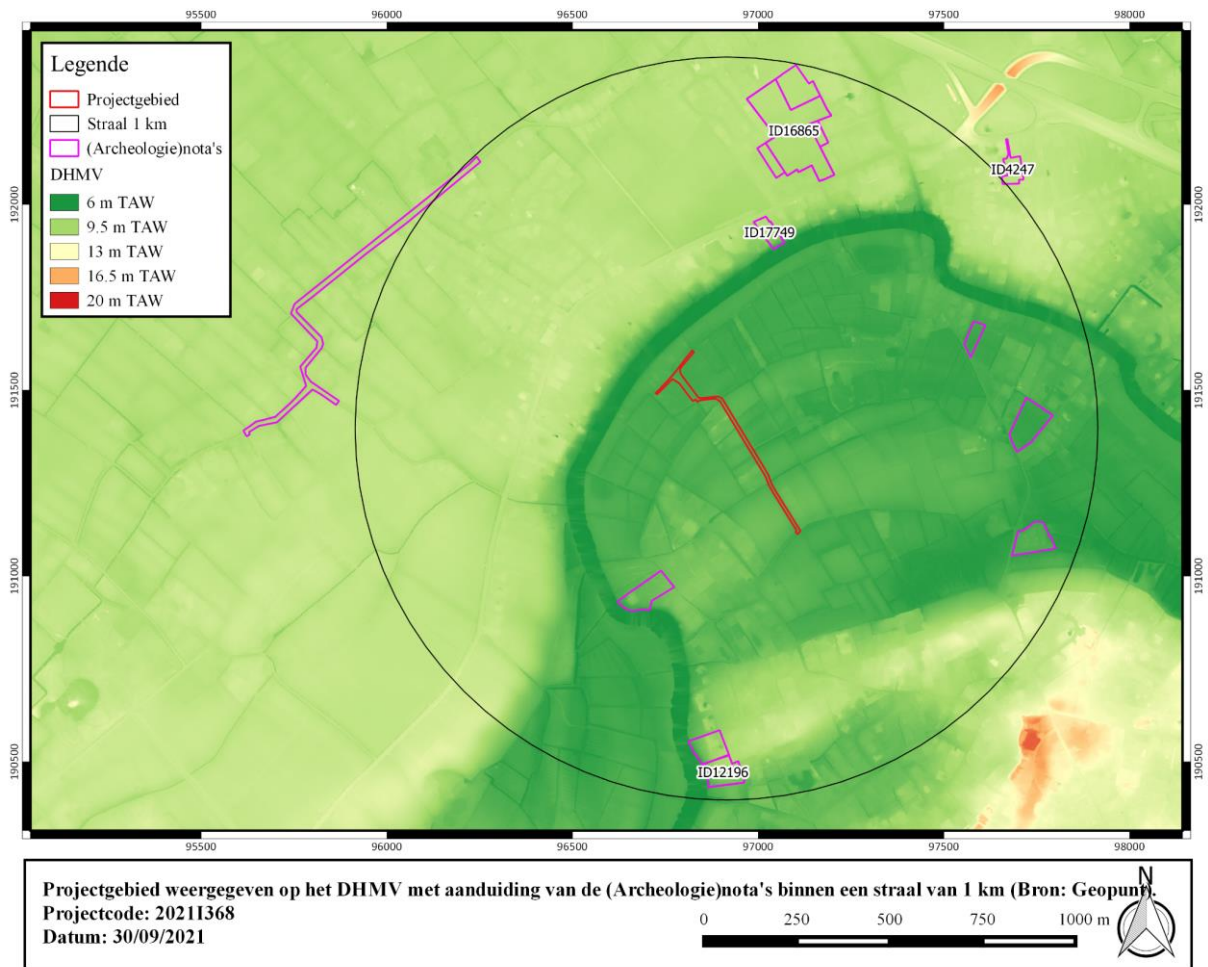 95500 96000 96500 97000 97500 98000
Legende
Projectgebied
Straal 1 km
(Archeologie)nota's
DHMV
6 m TAW
9.5 m TAW
13 m TAW
16.5 m TAW
20 m TAW
ID16865
ID4247
192000 192000
ID17749
191500 191500
191000 191000
190500 190500
ID12196
95500 96000 96500 97000 97500 98000
Projectgebied weergegeven op het DHMV met aanduiding van de (Archeologie)nota's binnen een straal van 1 km (Bron: Geopunt).
Projectcode: 2021I368
Datum: 30/09/2021
0 250 500 750 1000 m
N